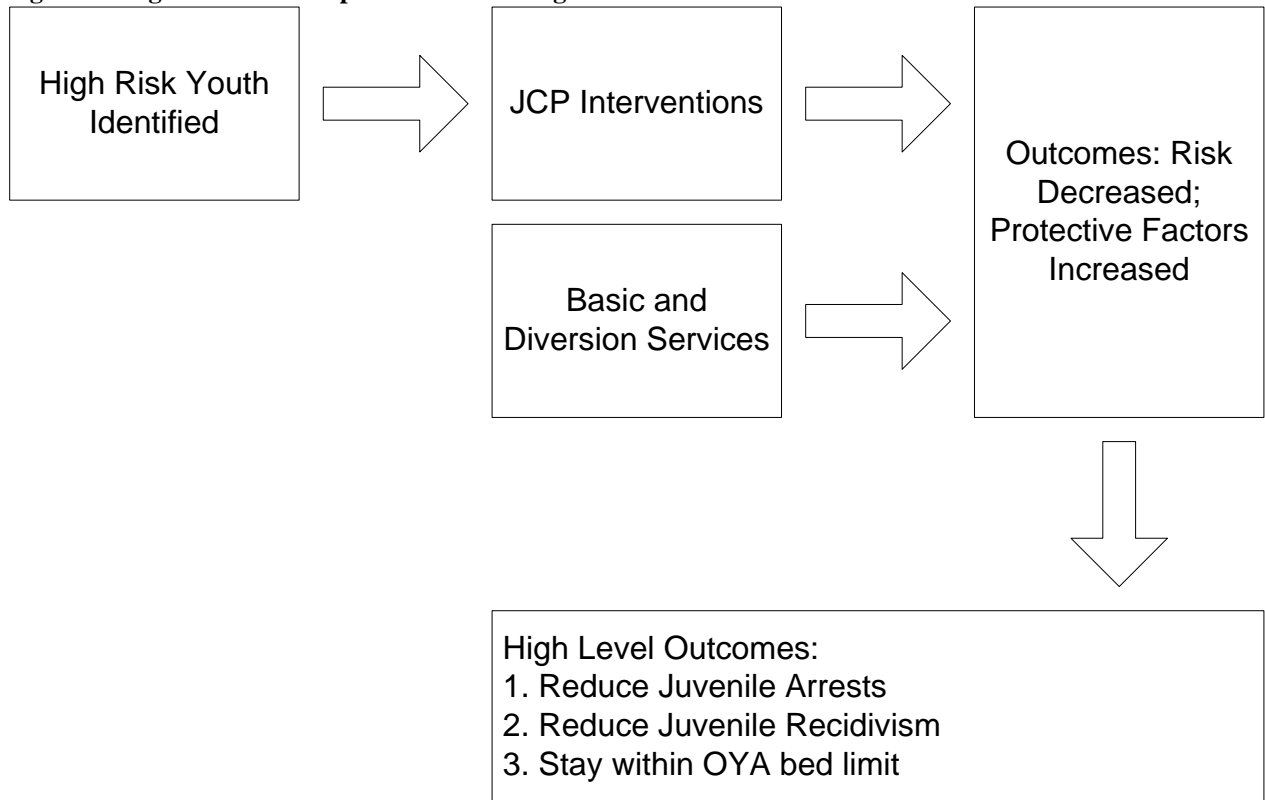 High Risk Youth
Identified
JCP Interventions
Basic and
Diversion Services
Outcomes: Risk
Decreased;
Protective Factors
Increased
High Level Outcomes:
1. Reduce Juvenile Arrests
2. Reduce Juvenile Recidivism
3. Stay within OYA bed limit